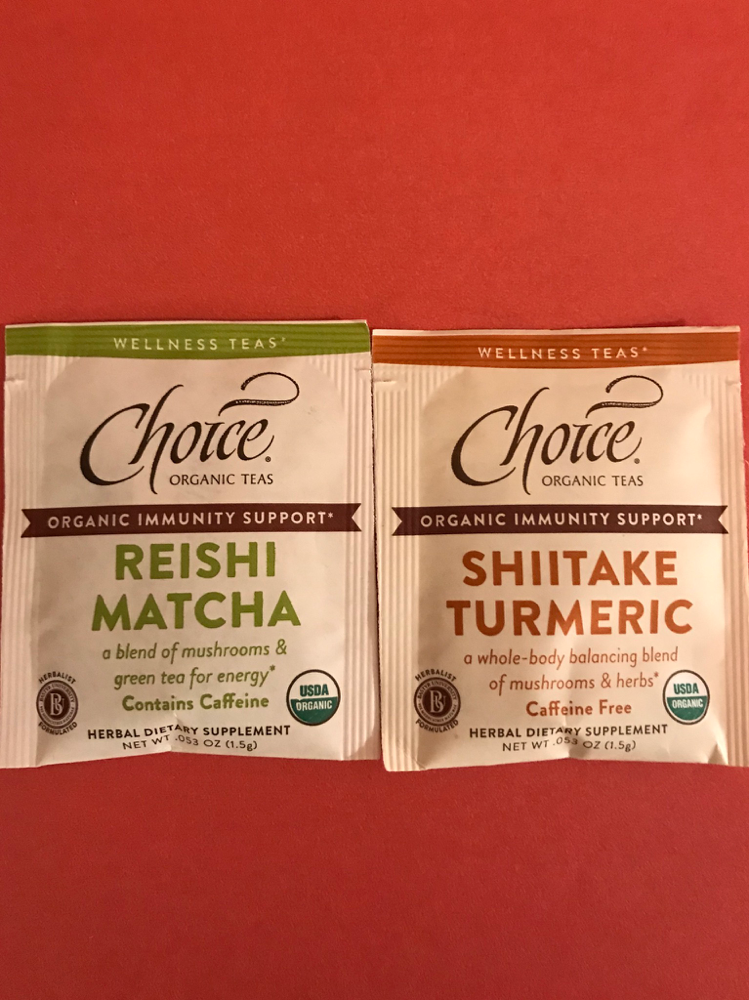 WELLNESS TEAS*
Choice®
ORGANIC TEAS
ORGANIC IMMUNITY SUPPORT*
REISHI
MATCHA
a blend of mushrooms &
green tea for energy*
Contains Caffeine
HERBALIST
FORMULATED
USDA
ORGANIC
HERBAL DIETARY SUPPLEMENT
NET WT .053 OZ (1.5g)
WELLNESS TEAS*
Choice®
ORGANIC TEAS
ORGANIC IMMUNITY SUPPORT*
SHIITAKE
TURMERIC
a whole-body balancing blend
of mushrooms & herbs*
Caffeine Free
HERBALIST
FORMULATED
USDA
ORGANIC
HERBAL DIETARY SUPPLEMENT
NET WT .053 OZ (1.5g)